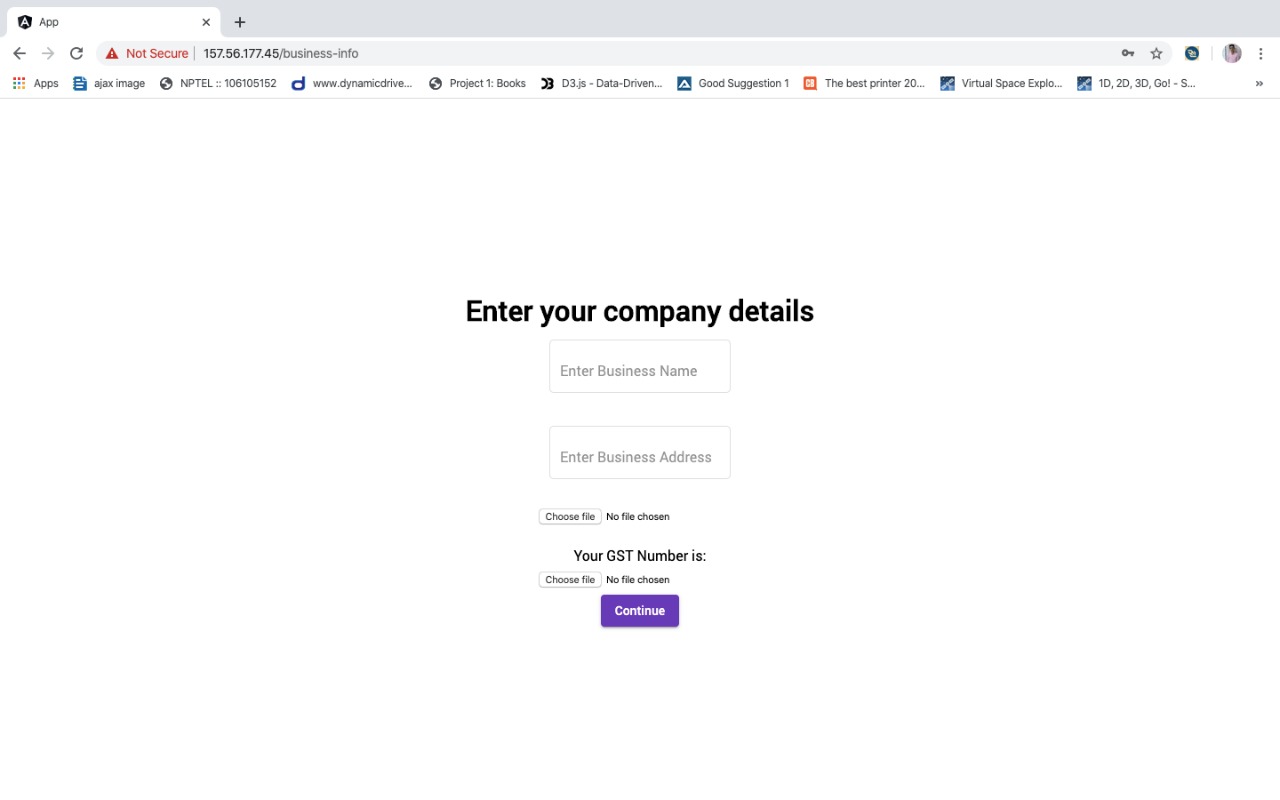 App
Not Secure 157.56.177.45/business-info
Apps ajax image NPTEL :: 106105152 www.dynamicdrive... Project 1: Books D3.js - Data-Driven... Good Suggestion 1 The best printer 20... Virtual Space Explo... 1D, 2D, 3D, Go! - S... »
Enter your company details
Enter Business Name
Enter Business Address
Choose file No file chosen
Your GST Number is:
Choose file No file chosen
Continue